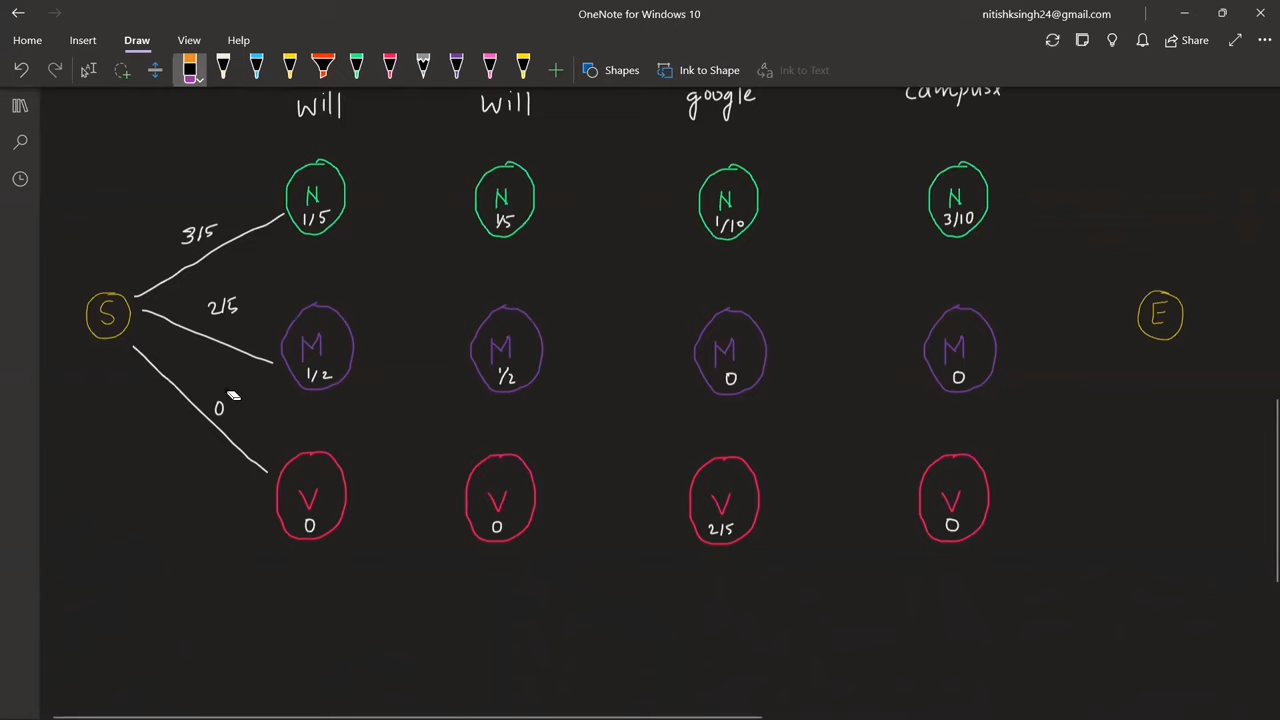 OneNote for Windows 10
nitishksingh24@gmail.com
Home Insert Draw View Help
Share
Shapes Ink to Shape Ink to Text
will will google campusx
N N N N
1/5 1/5 1/10 3/10
3/5
2/5
S E
M M M M
1/2 1/2 0 0
0
V V V V
0 0 2/5 0